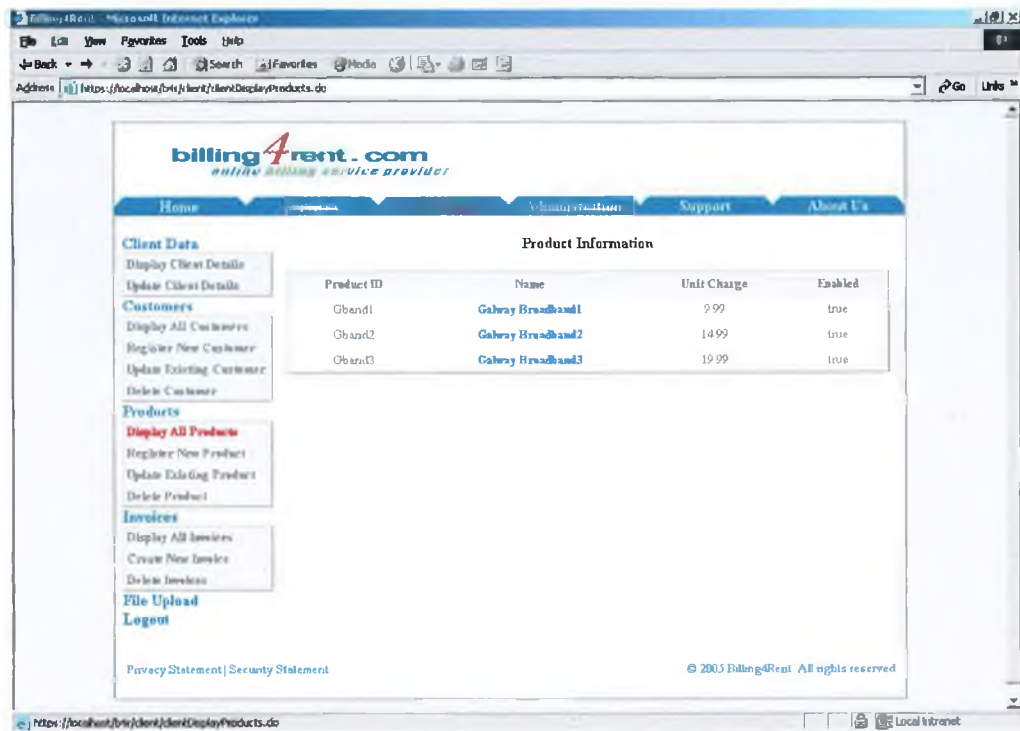 Billing4Rent - Microsoft Internet Explorer
File Edit View Favorites Tools Help
Back Search Favorites Media
Address https://localhost/b4r/client/clientDisplayProducts.do Go Links »
billing4rent.com
online billing service provider
Home Administration Support About Us
Client Data
Display Client Details
Update Client Details
Customers
Display All Customers
Register New Customer
Update Existing Customer
Delete Customer
Products
Display All Products
Register New Product
Update Existing Product
Delete Product
Invoices
Display All Invoices
Create New Invoice
Delete Invoices
File Upload
Logout
Product Information
Product ID Name Unit Charge Enabled
Gband1 Galway Broadband1 9.99 true
Gband2 Galway Broadband2 14.99 true
Gband3 Galway Broadband3 19.99 true
Privacy Statement | Security Statement
© 2005 Billing4Rent All rights reserved
https://localhost/b4r/client/clientDisplayProducts.do Local intranet